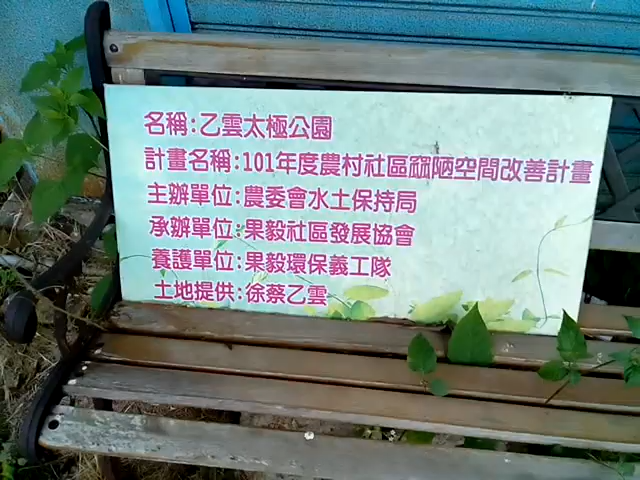 名稱:乙雲太極公園
計畫名稱:101年度農村社區窳陋空間改善計畫
主辦單位:農委會水土保持局
承辦單位:果毅社區發展協會
養護單位:果毅環保義工隊
土地提供:徐蔡乙雲